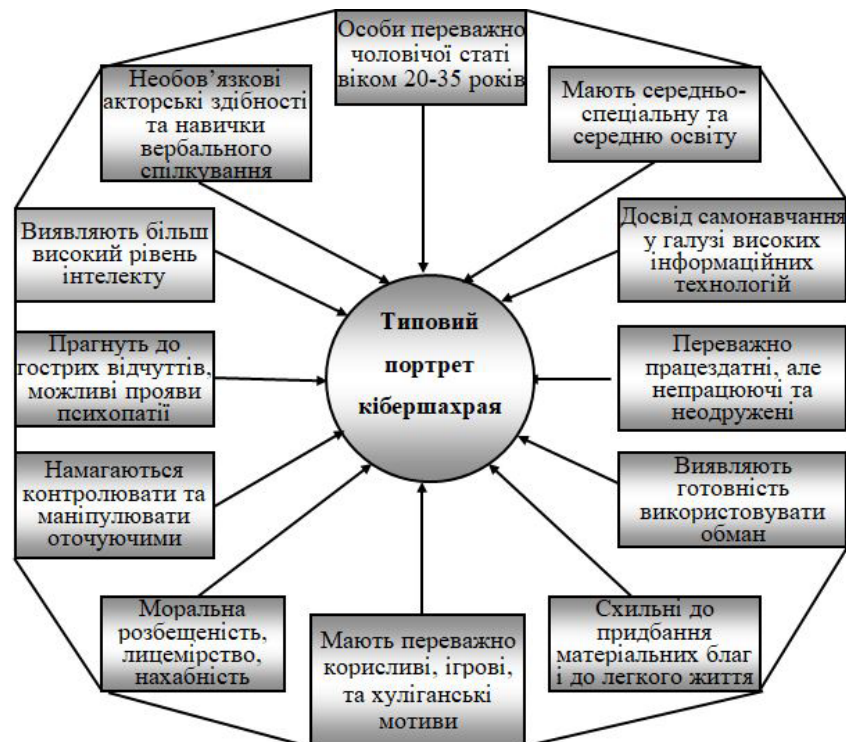 Особи переважно
чоловічої статі
віком 20-35 років
Необов’язкові
акторські здібності
та навички
вербального
спілкування
Мають середньо-
спеціальну та
середню освіту
Виявляють більш
високий рівень
інтелекту
Досвід самонавчання
у галузі високих
інформаційних
технологій
Типовий
портрет
кібершахрая
Прагнуть до
гострих відчуттів,
можливі прояви
психопатії
Переважно
працездатні, але
непрацюючі та
неодружені
Намагаються
контролювати та
маніпулювати
оточуючими
Виявляють
готовність
використовувати
обман
Моральна
розбещеність,
лицемірство,
нахабність
Мають переважно
корисливі, ігрові,
та хуліганські
мотиви
Схильні до
придбання
матеріальних благ
і до легкого життя